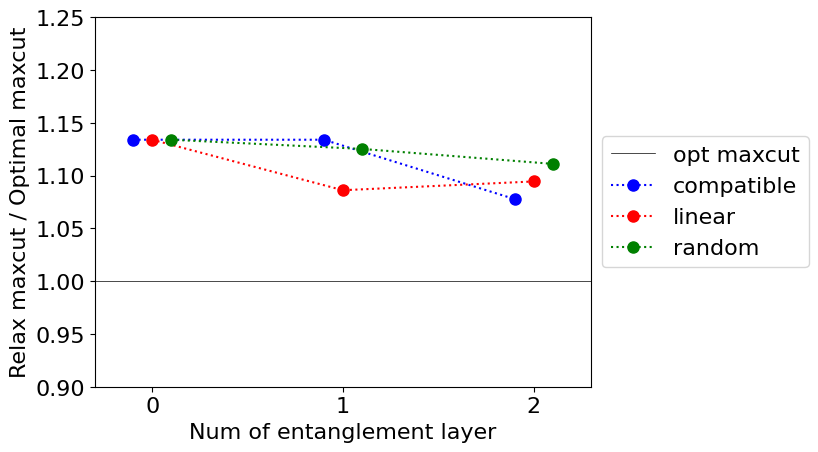 Relax maxcut / Optimal maxcut
1.25
1.20
1.15
1.10
1.05
1.00
0.95
0.90
0
1
2
Num of entanglement layer
opt maxcut
compatible
linear
random